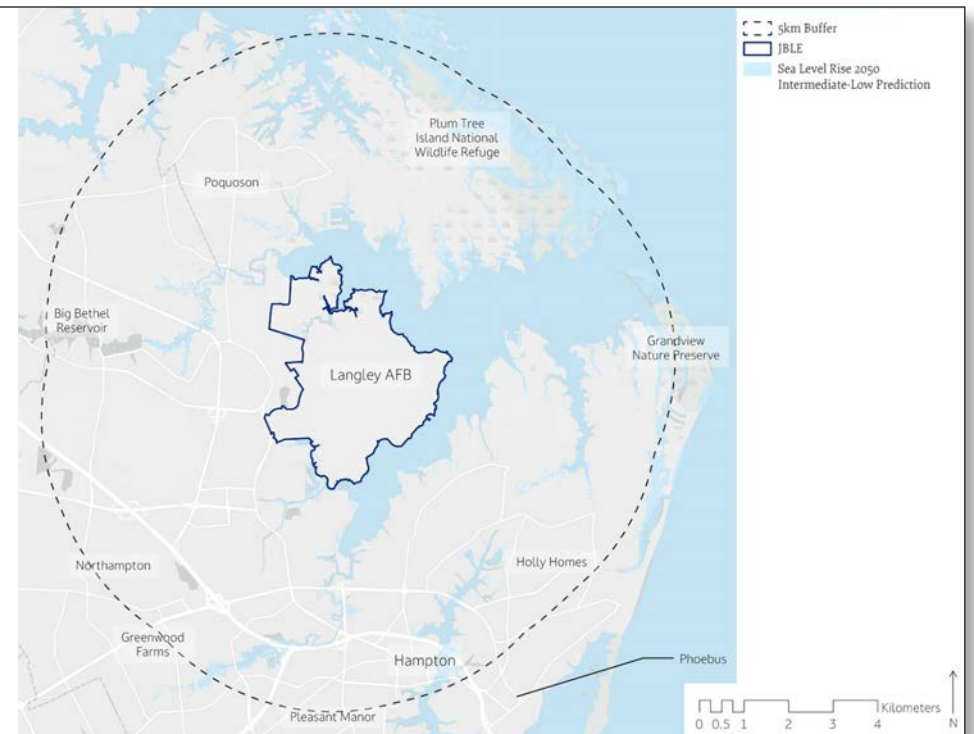 5km Buffer
JBLE
Sea Level Rise 2050
Intermediate-Low Prediction
Plum Tree
Island National
Wildlife Refuge
Poquoson
Big Bethel
Reservoir
Grandview
Nature Preserve
Langley AFB
Northampton
Holly Homes
Greenwood
Farms
Hampton
Phoebus
Pleasant Manor
Kilometers
0 0.5 1 2 3 4
N